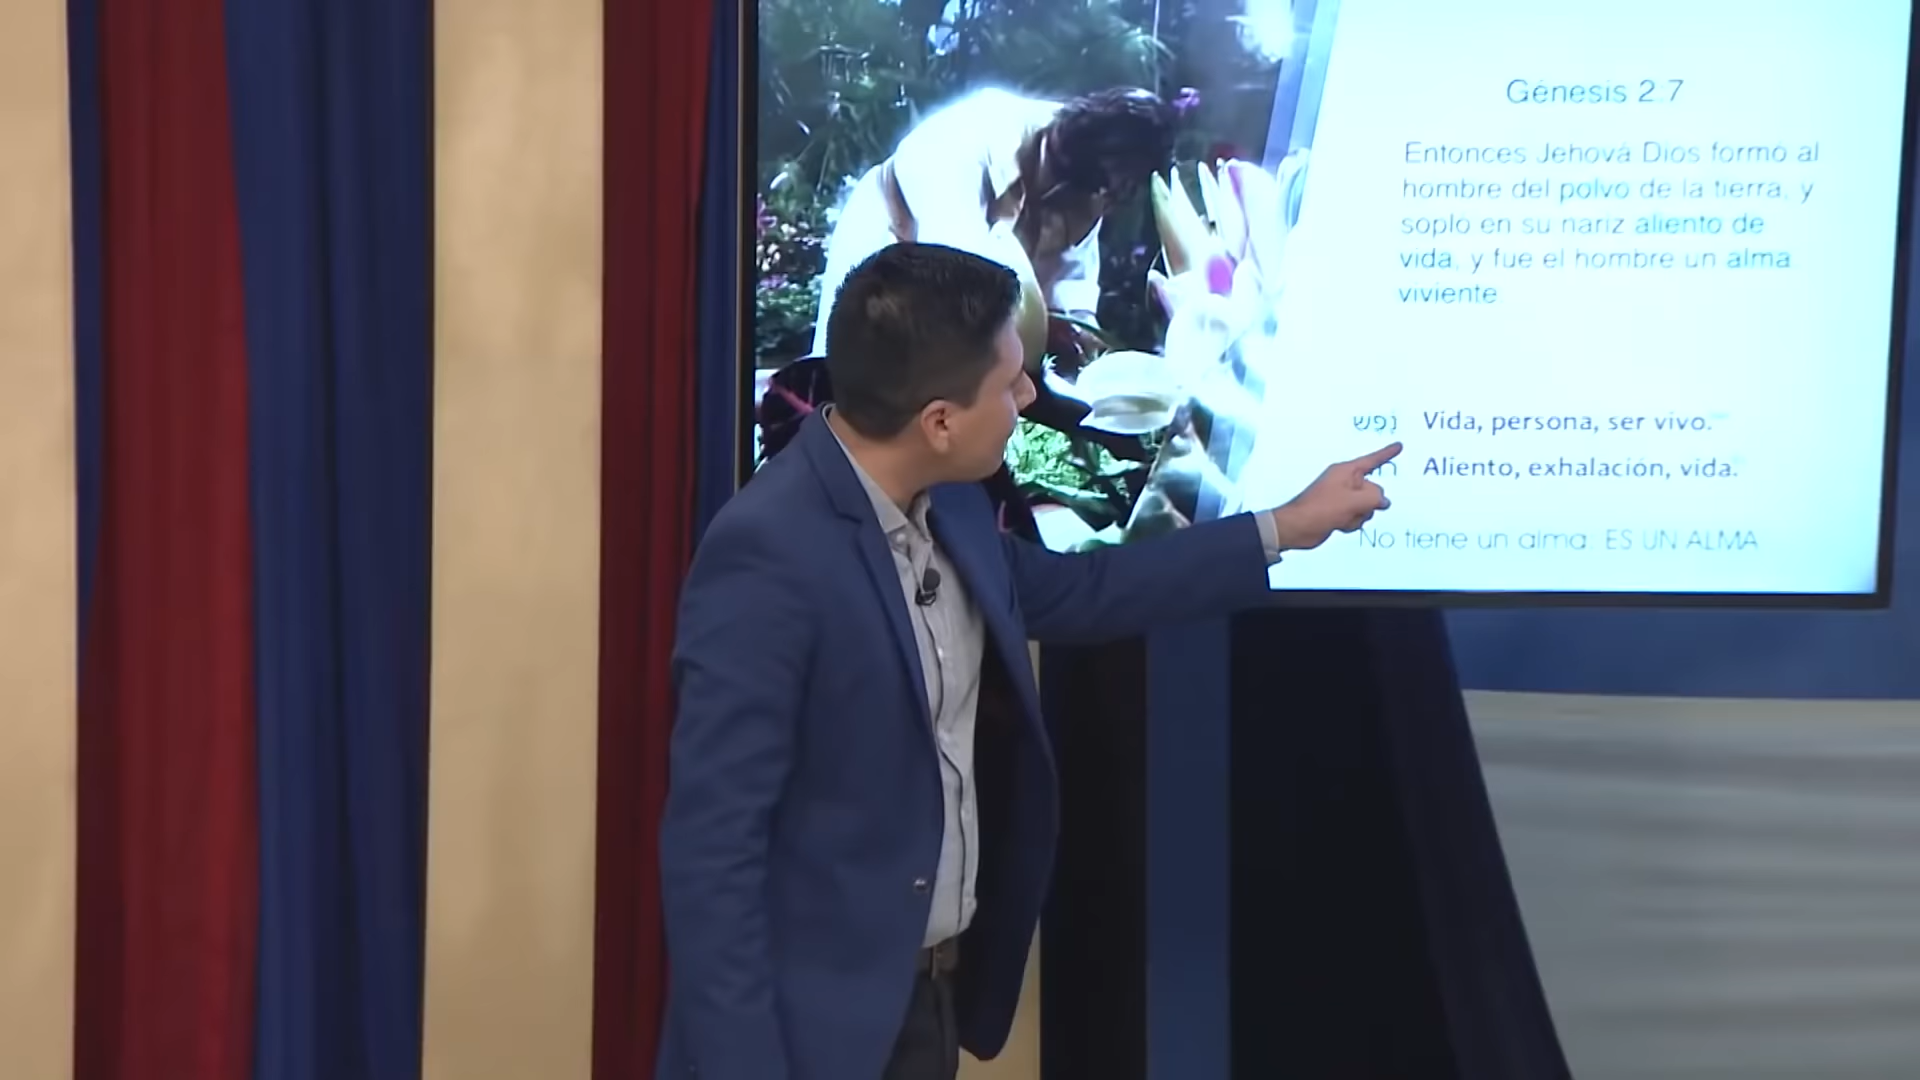 Génesis 2:7
Entonces Jehová Dios formó al
hombre del polvo de la tierra, y
sopló en su nariz aliento de
vida, y fue el hombre un alma
viviente
נפש Vida, persona, ser vivo.
Aliento, exhalación, vida.
No tiene un alma: ES UN ALMA